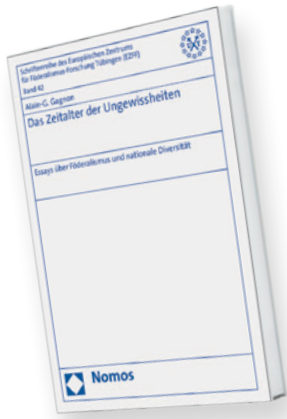 Schriftenreihe des Europäischen Zentrums
für Föderalismus-Forschung Tübingen (EZFF)
Band 42
Alain-G. Gagnon
Das Zeitalter der Ungewissheiten
Essays über Föderalismus und nationale Diversität
Nomos